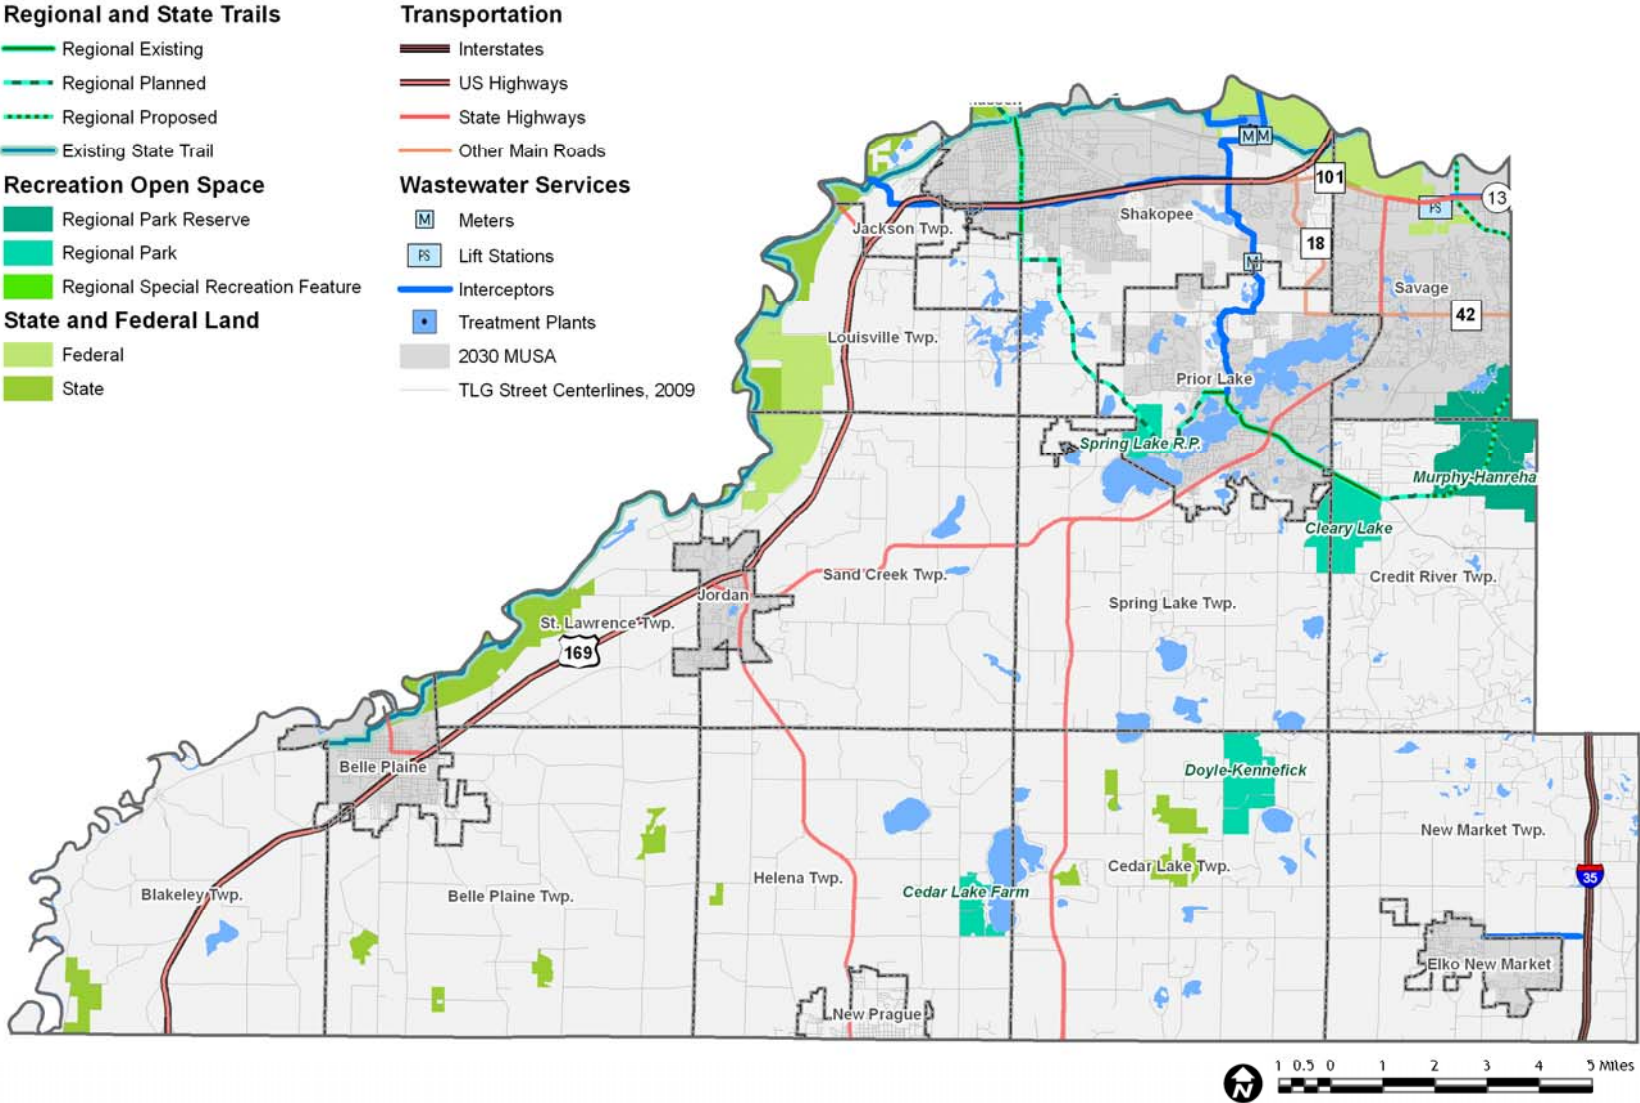 Regional and State Trails
Regional Existing
Regional Planned
Regional Proposed
Existing State Trail
Recreation Open Space
Regional Park Reserve
Regional Park
Regional Special Recreation Feature
State and Federal Land
Federal
State
Transportation
Interstates
US Highways
State Highways
Other Main Roads
Wastewater Services
M Meters
PS Lift Stations
Interceptors
Treatment Plants
2030 MUSA
TLG Street Centerlines, 2009
M M
101
13
PS
Shakopee
Jackson Twp.
18
M
Savage
42
Louisville Twp.
Prior Lake
Spring Lake R.P.
Murphy-Hanreha
Cleary Lake
Sand Creek Twp.
Credit River Twp.
Jordan
Spring Lake Twp.
St. Lawrence Twp.
169
Belle Plaine
Doyle-Kennefick
New Market Twp.
Cedar Lake Twp.
Helena Twp.
35
Cedar Lake Farm
Blakeley Twp.
Belle Plaine Twp.
Elko New Market
New Prague
N
1 0.5 0 1 2 3 4 5 Miles